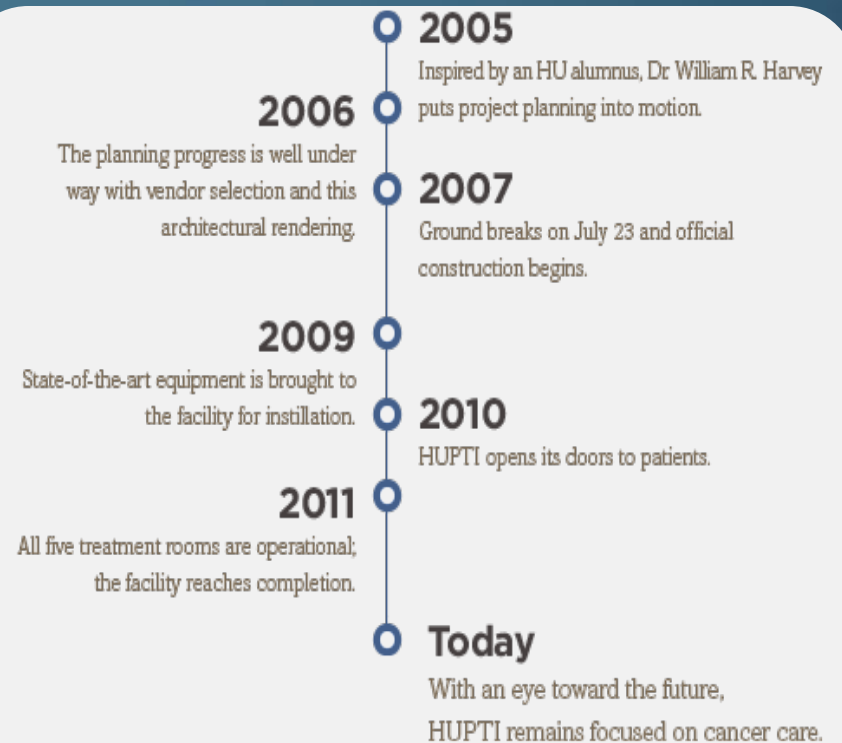 2005
Inspired by an HU alumnus, Dr. William R. Harvey
puts project planning into motion.
2006
The planning progress is well under
way with vendor selection and this
architectural rendering.
2007
Ground breaks on July 23 and official
construction begins.
2009
State-of-the-art equipment is brought to
the facility for instillation.
2010
HUPTI opens its doors to patients.
2011
All five treatment rooms are operational;
the facility reaches completion.
Today
With an eye toward the future,
HUPTI remains focused on cancer care.